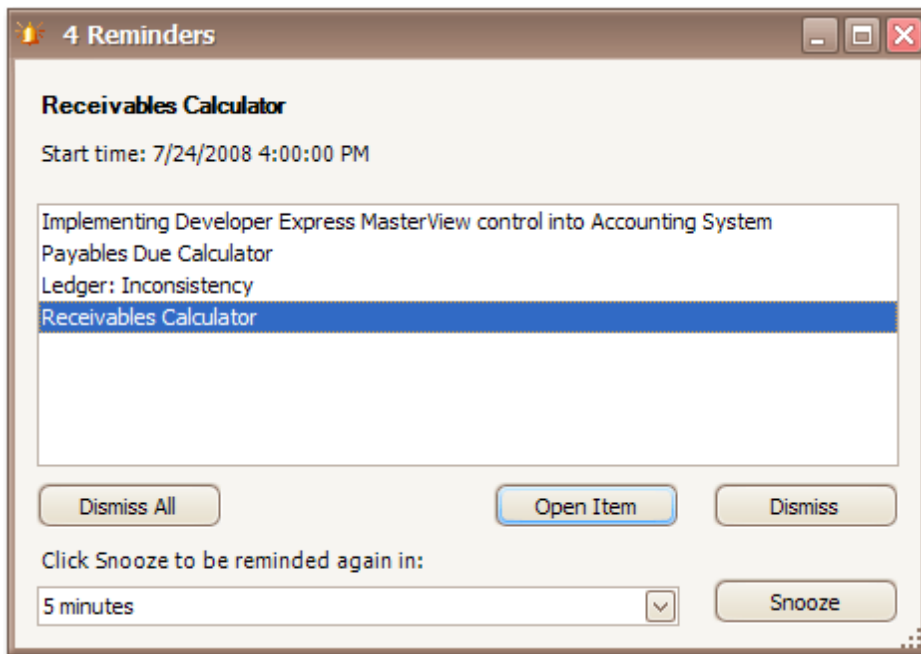 4 Reminders
Receivables Calculator
Start time: 7/24/2008 4:00:00 PM
Implementing Developer Express MasterView control into Accounting System
Payables Due Calculator
Ledger: Inconsistency
Receivables Calculator
Dismiss All
Open Item
Dismiss
Click Snooze to be reminded again in:
5 minutes
Snooze